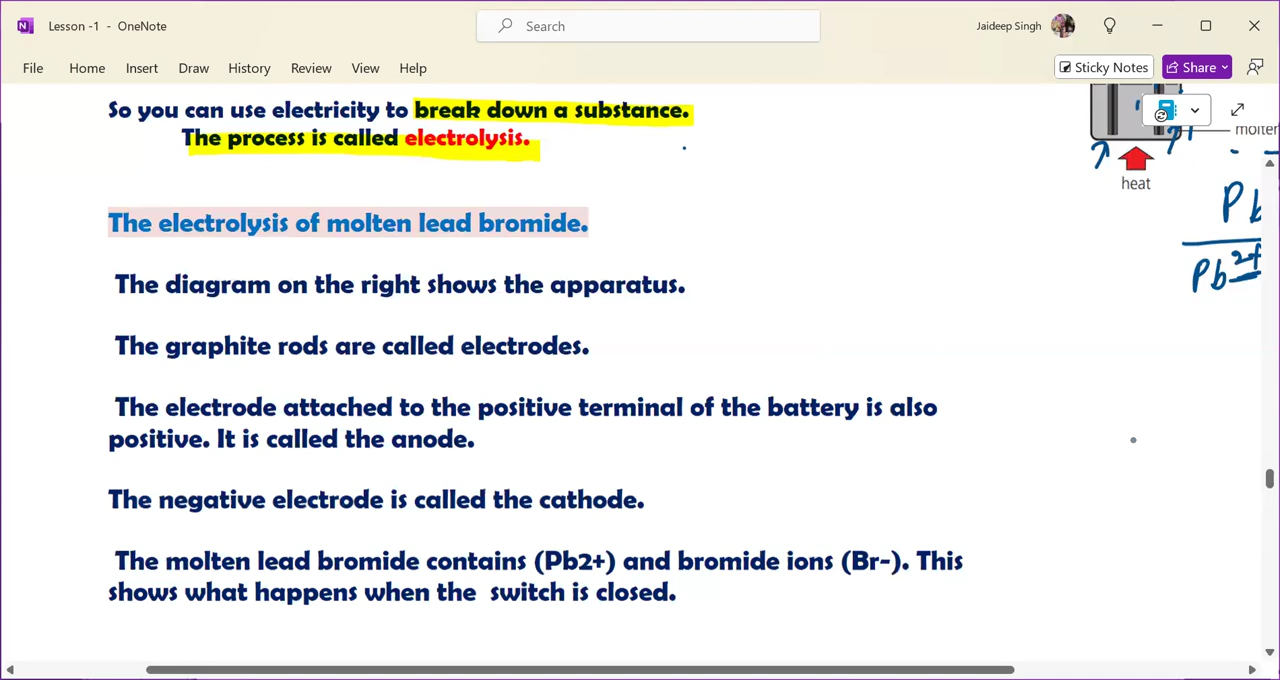 Lesson -1 - OneNote
Search
Jaideep Singh
File Home Insert Draw History Review View Help
Sticky Notes Share
So you can use electricity to break down a substance.
The process is called electrolysis.
molten
heat
Pb
Pb2+
The electrolysis of molten lead bromide.
The diagram on the right shows the apparatus.
The graphite rods are called electrodes.
The electrode attached to the positive terminal of the battery is also
positive. It is called the anode.
The negative electrode is called the cathode.
The molten lead bromide contains (Pb2+) and bromide ions (Br-). This
shows what happens when the switch is closed.